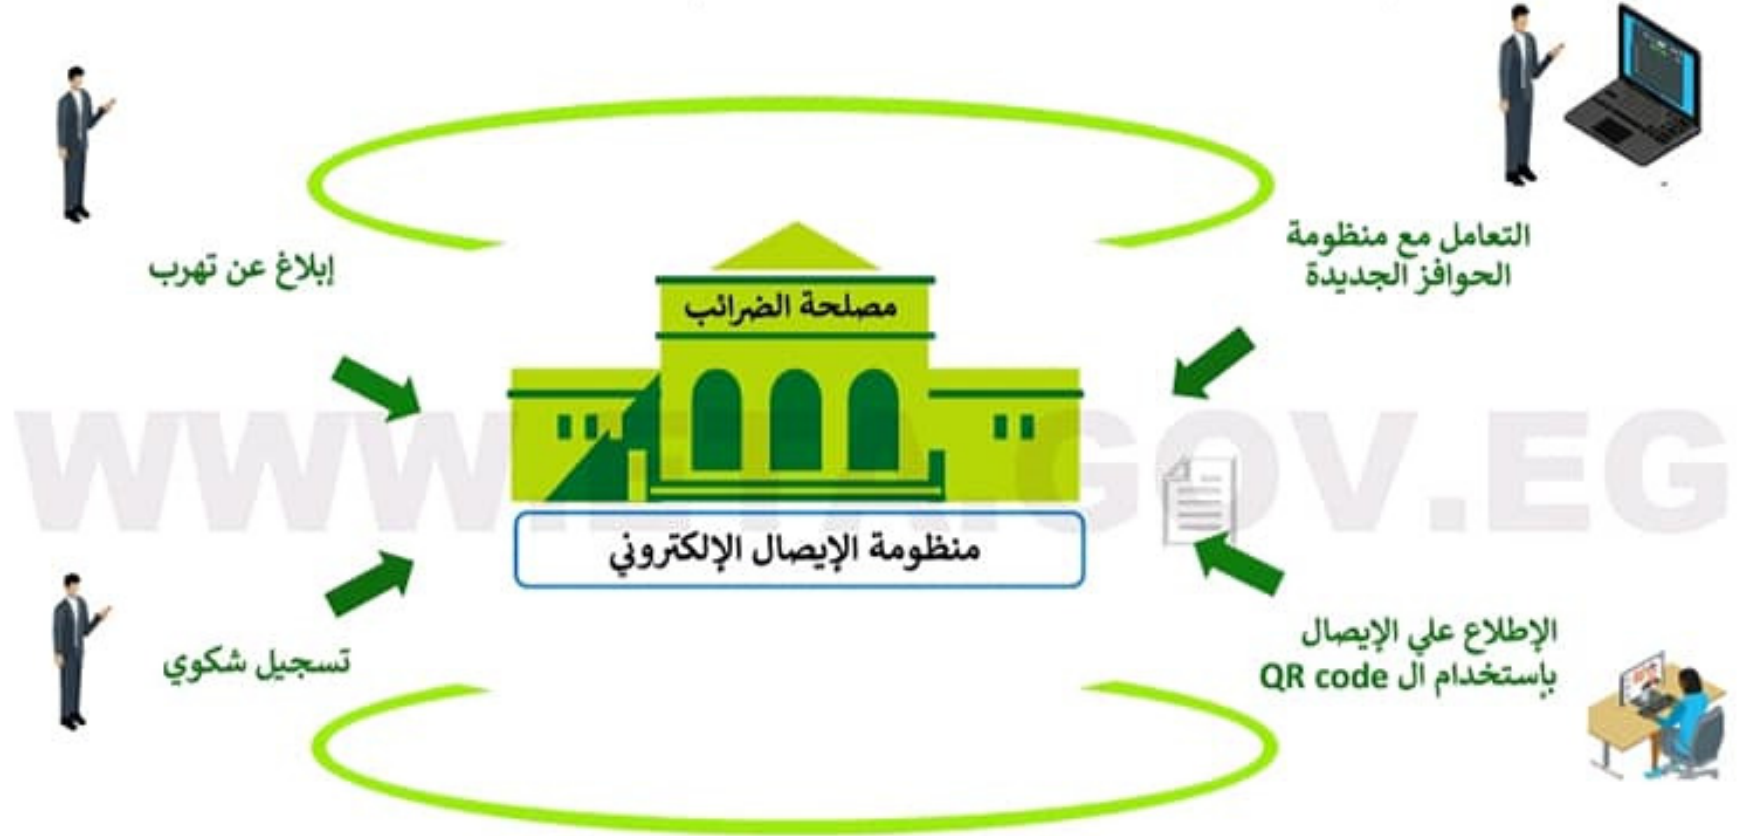 التعامل مع منظومة
الحوافز الجديدة
إبلاغ عن تهرب
مصلحة الضرائب
WWW.ETA.GOV.EG
منظومة الإيصال الإلكتروني
الإطلاع علي الإيصال
بإستخدام ال QR code
تسجيل شكوي